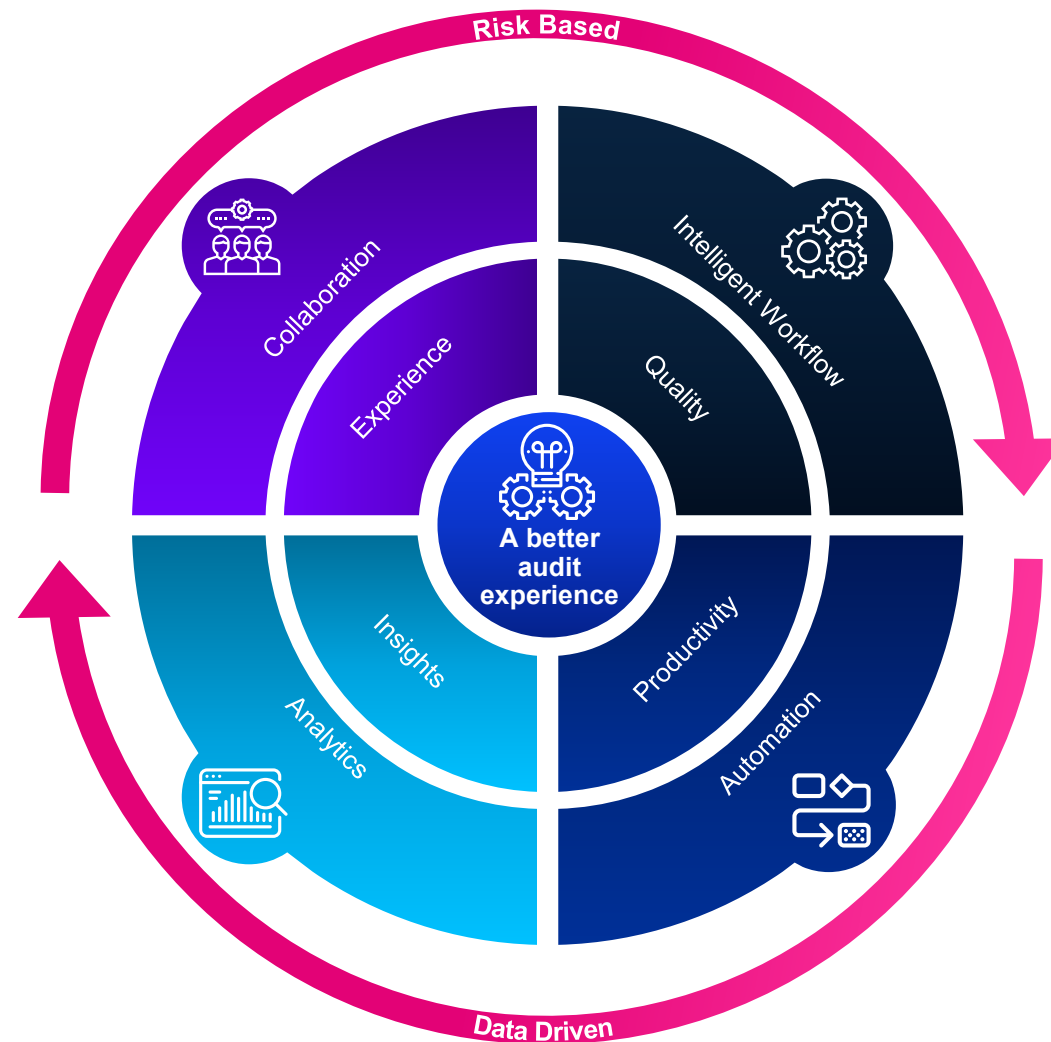 Risk Based
Collaboration
Experience
Intelligent Workflow
Quality
A better
audit
experience
Insights
Analytics
Productivity
Automation
Data Driven